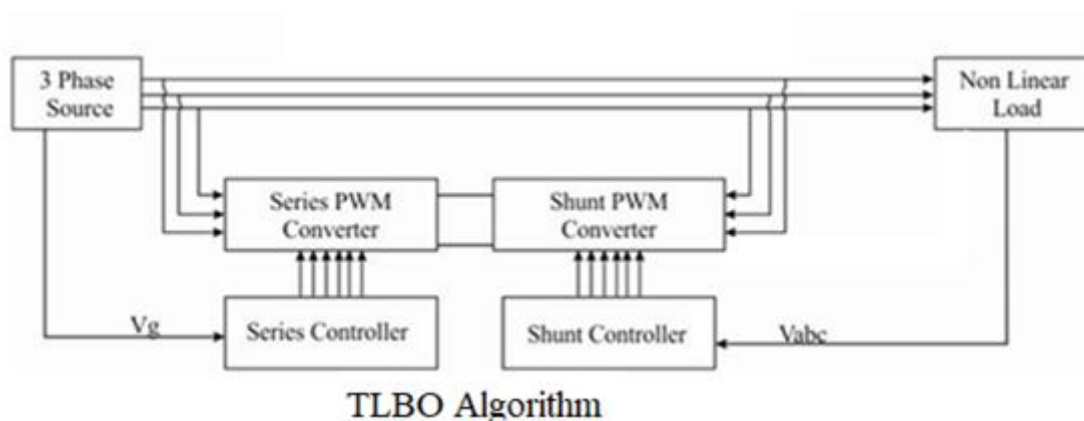 3 Phase
Source
Non Linear
Load
Series PWM
Converter
Shunt PWM
Converter
Vg
Series Controller
Shunt Controller
Vabc
TLBO Algorithm